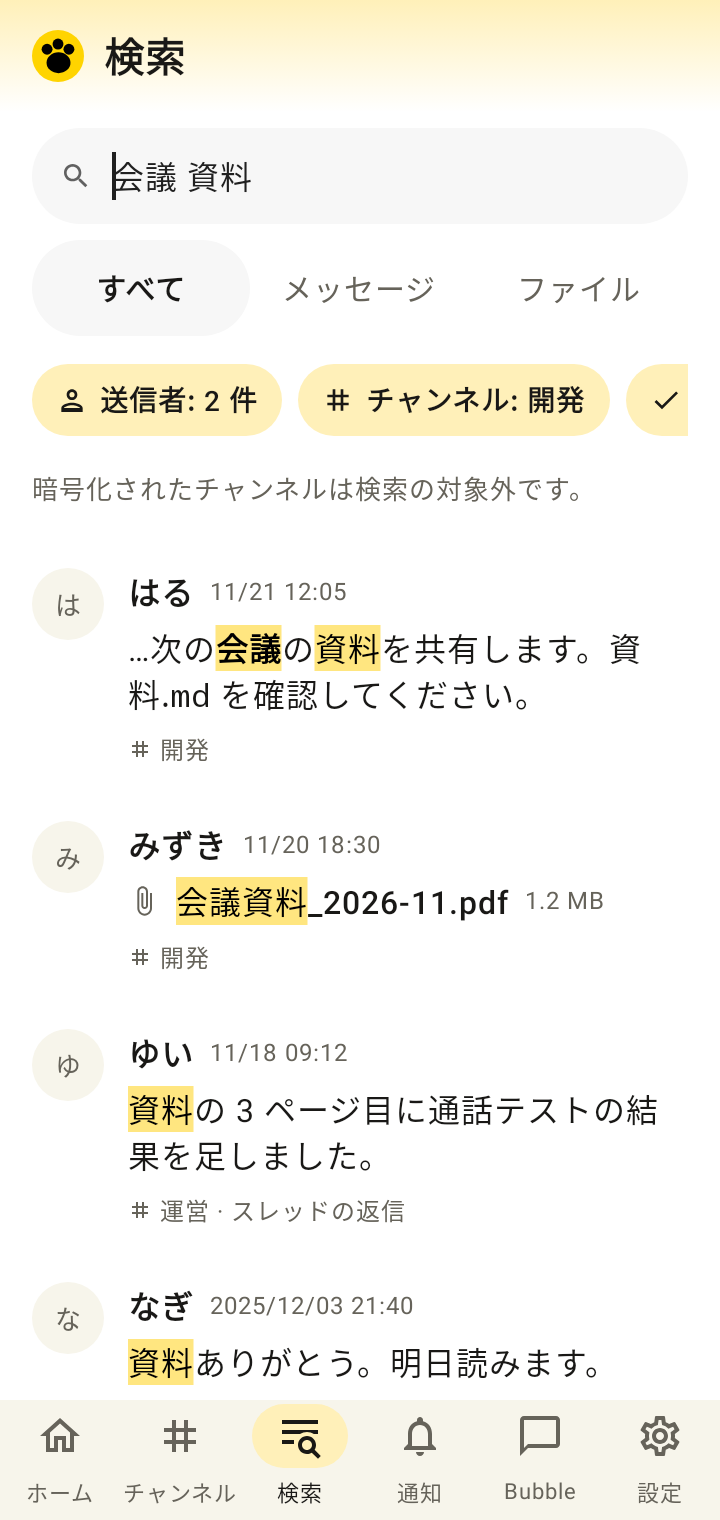 検索
会議 資料
すべて
メッセージ
ファイル
送信者: 2 件
チャンネル: 開発
暗号化されたチャンネルは検索の対象外です。
は
はる 11/21 12:05
…次の会議の資料を共有します。資
料.md を確認してください。
開発
み
みずき 11/20 18:30
会議資料_2026-11.pdf 1.2 MB
開発
ゆ
ゆい 11/18 09:12
資料の 3 ページ目に通話テストの結
果を足しました。
運営 · スレッドの返信
な
なぎ 2025/12/03 21:40
資料ありがとう。明日読みます。
ホーム
チャンネル
検索
通知
Bubble
設定